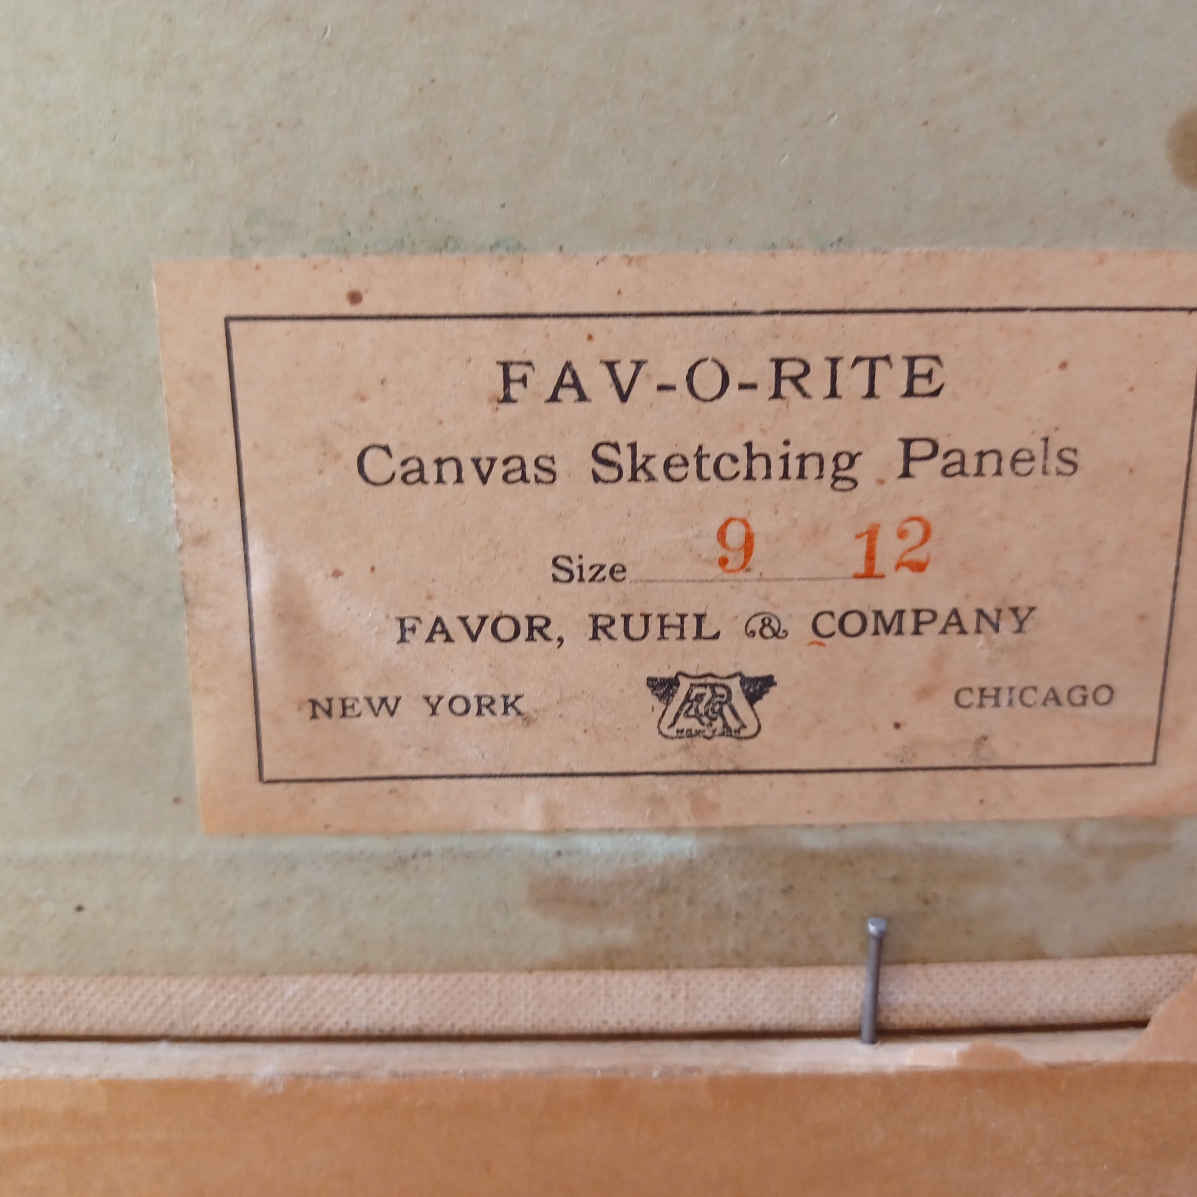 FAV-O-RITE
Canvas Sketching Panels
Size 9 12
FAVOR, RUHL & COMPANY
NEW YORK CHICAGO